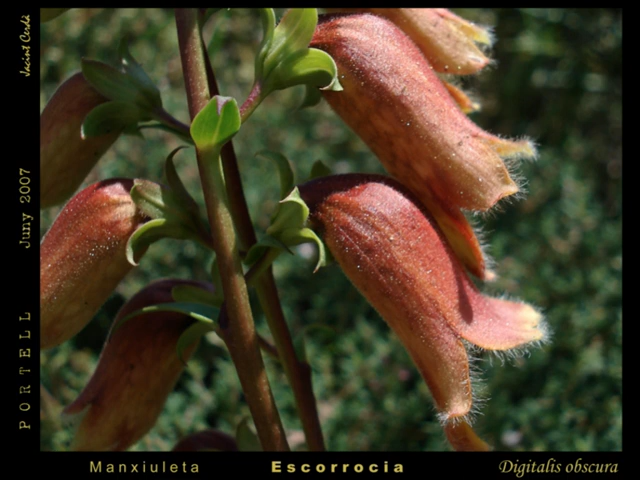 Jacint Cerdà
Juny 2007
PORTELL
Manxiuleta Escorrocia Digitalis obscura